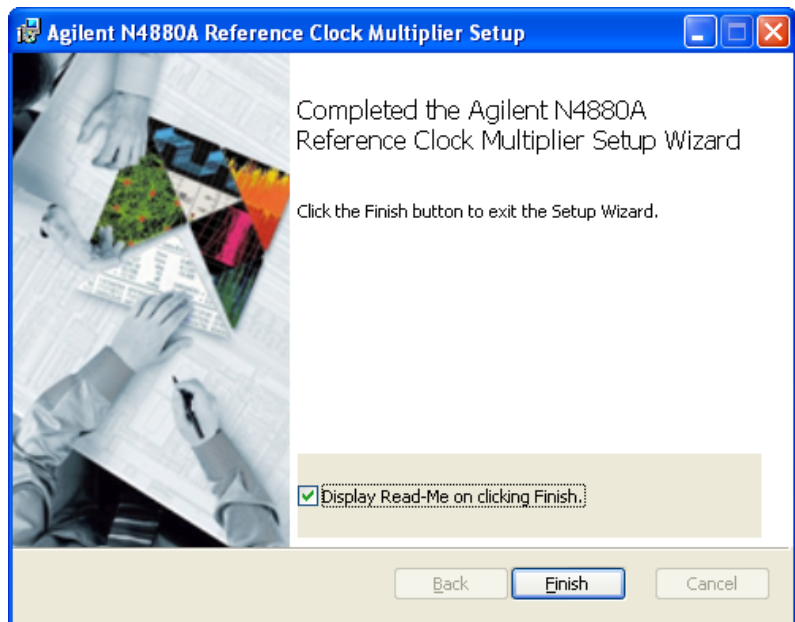 Agilent N4880A Reference Clock Multiplier Setup
Completed the Agilent N4880A
Reference Clock Multiplier Setup Wizard
Click the Finish button to exit the Setup Wizard.
Display Read-Me on clicking Finish.
Back Finish Cancel